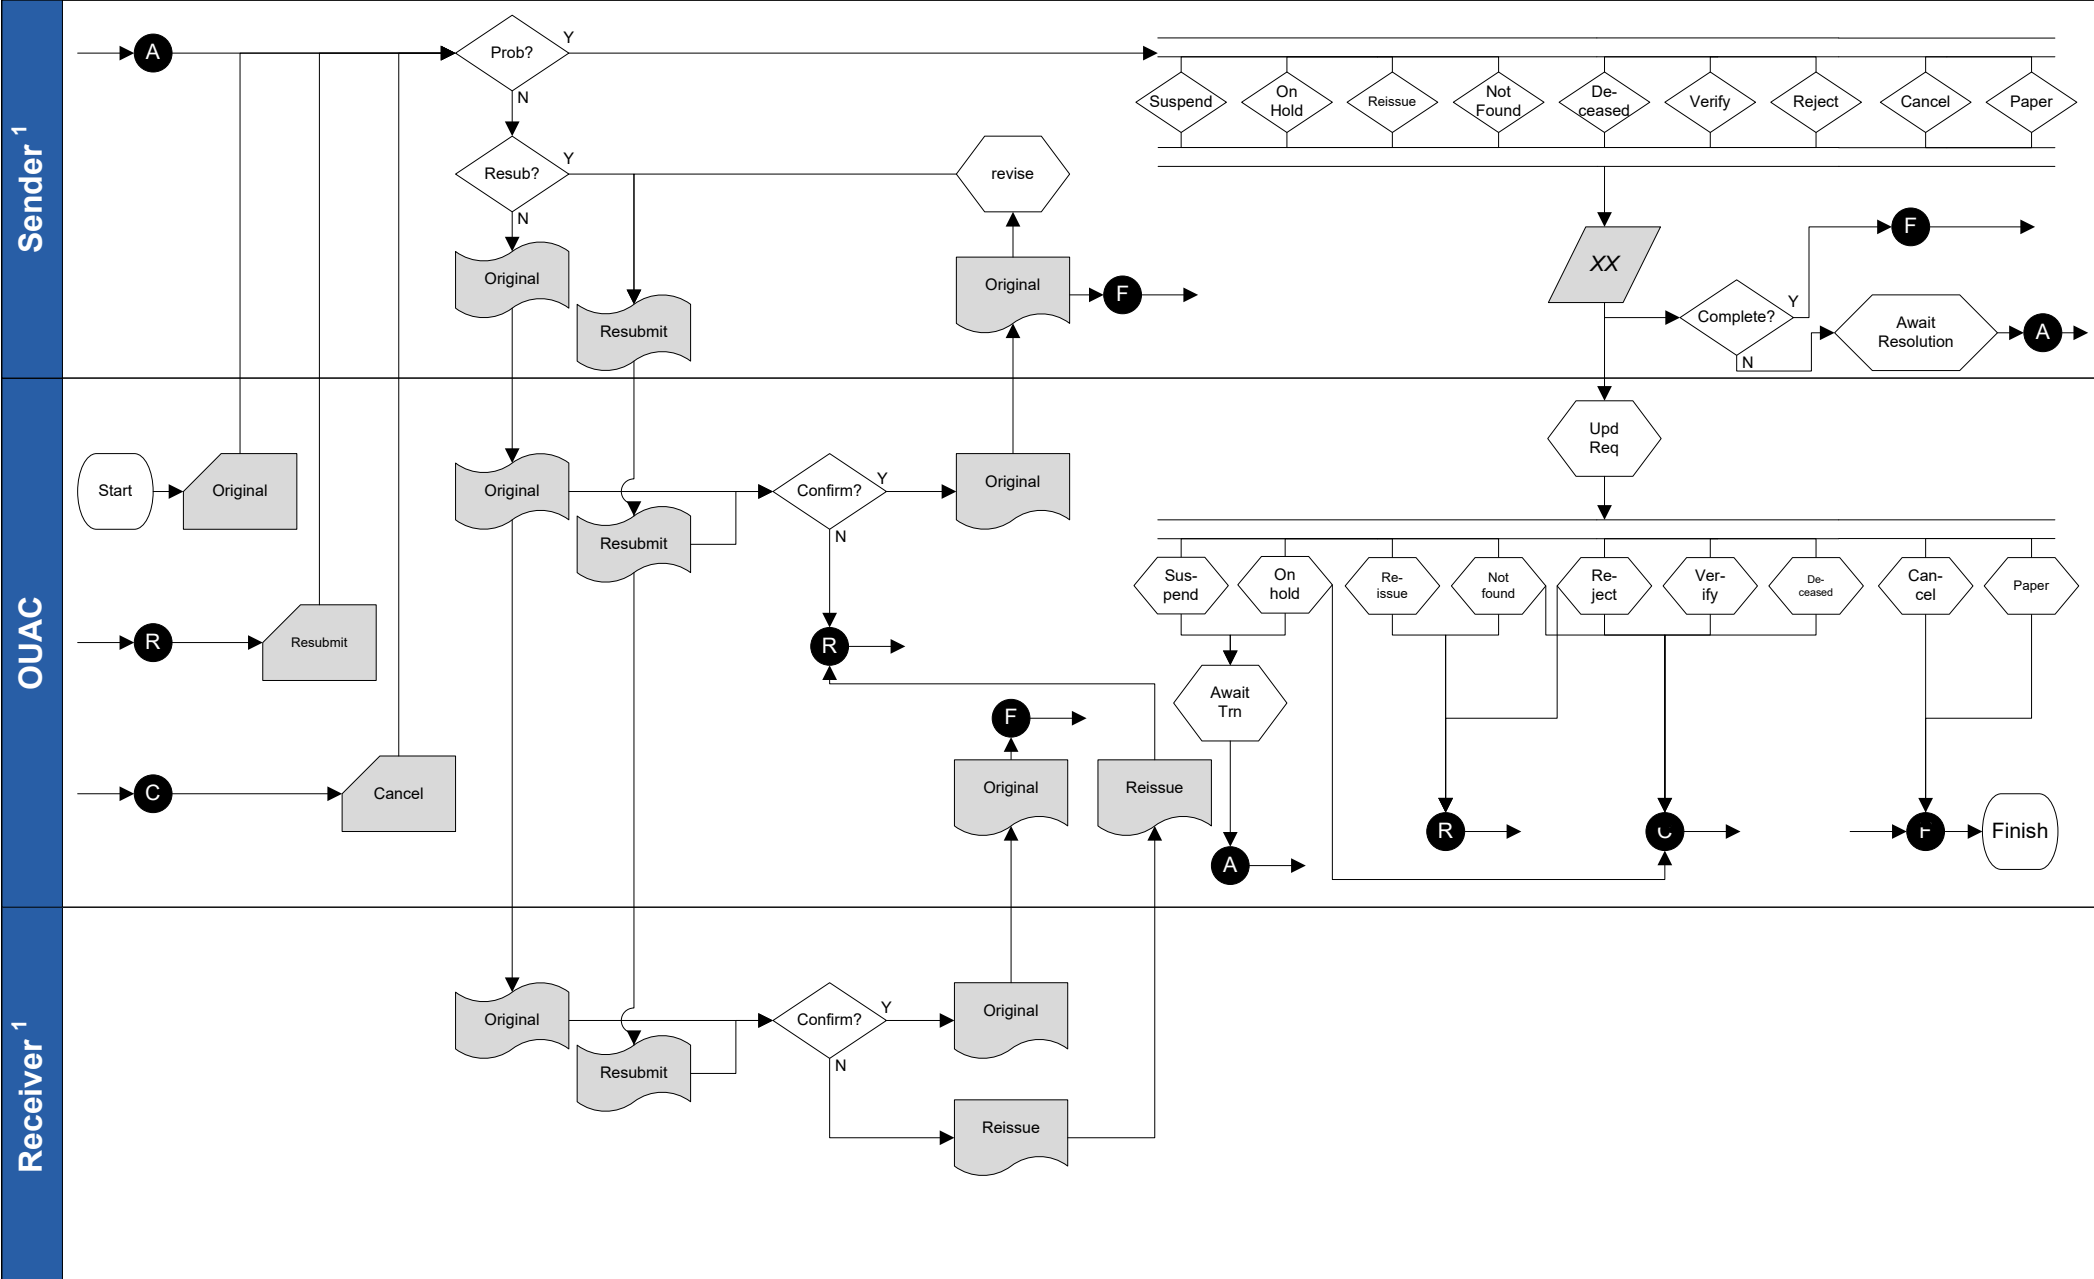 Sender 1
A
Prob?
Y
N
Suspend
On
Hold
Reissue
Not
Found
De-
ceased
Verify
Reject
Cancel
Paper
Resub?
Y
N
revise
Original
Resubmit
Original
F
XX
Complete?
Y
N
F
Await
Resolution
A
OUAC
Start
Original
R
Resubmit
C
Cancel
Original
Resubmit
Confirm?
Y
N
Original
R
F
Original
Reissue
Upd
Req
Sus-
pend
On
hold
Re-
issue
Not
found
Re-
ject
Ver-
ify
De-
ceased
Can-
cel
Paper
Await
Trn
A
R
C
F
Finish
Receiver 1
Original
Resubmit
Confirm?
Y
N
Original
Reissue